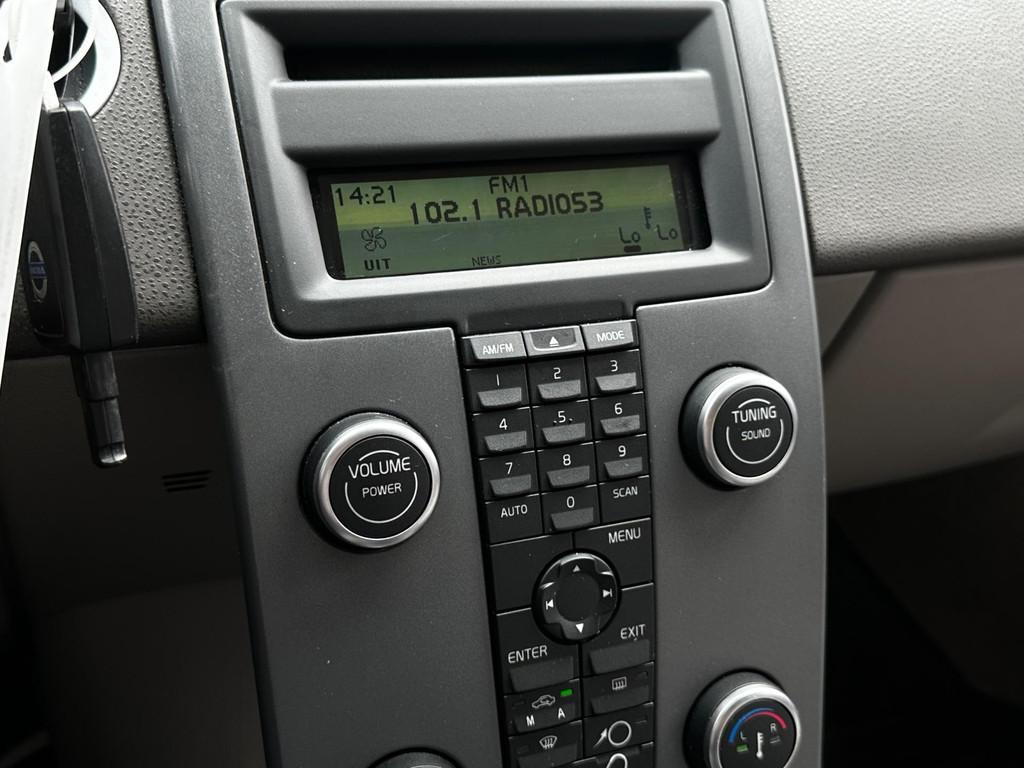 14:21
FM1
102.1 RADIO53
Lo Lo
UIT
NEWS
AM/FM
MODE
1 2 3
4 5 6
7 8 9
AUTO 0 SCAN
MENU
ENTER
EXIT
M A
VOLUME
POWER
TUNING
SOUND
L R
VOLVO